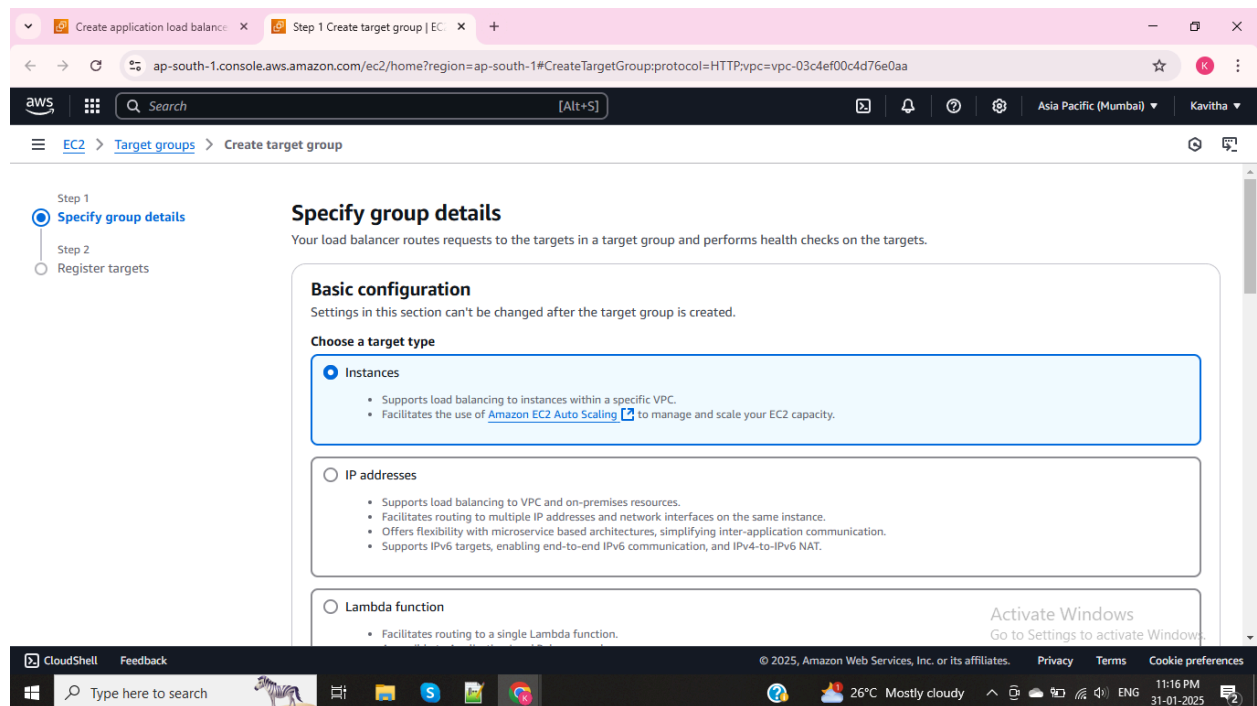 Create application load balance
Step 1 Create target group | EC
ap-south-1.console.aws.amazon.com/ec2/home?region=ap-south-1#CreateTargetGroup:protocol=HTTP;vpc=vpc-03c4ef00c4d76e0aa
K
aws
Search
[Alt+S]
Asia Pacific (Mumbai)
Kavitha
EC2 > Target groups > Create target group
Step 1
Specify group details
Step 2
Register targets
Specify group details
Your load balancer routes requests to the targets in a target group and performs health checks on the targets.
Basic configuration
Settings in this section can't be changed after the target group is created.
Choose a target type
Instances
• Supports load balancing to instances within a specific VPC.
• Facilitates the use of Amazon EC2 Auto Scaling to manage and scale your EC2 capacity.
IP addresses
• Supports load balancing to VPC and on-premises resources.
• Facilitates routing to multiple IP addresses and network interfaces on the same instance.
• Offers flexibility with microservice based architectures, simplifying inter-application communication.
• Supports IPv6 targets, enabling end-to-end IPv6 communication, and IPv4-to-IPv6 NAT.
Lambda function
• Facilitates routing to a single Lambda function.
Activate Windows
Go to Settings to activate Windows.
CloudShell
Feedback
© 2025, Amazon Web Services, Inc. or its affiliates.
Privacy
Terms
Cookie preferences
Type here to search
26°C Mostly cloudy
ENG
11:16 PM
31-01-2025
2